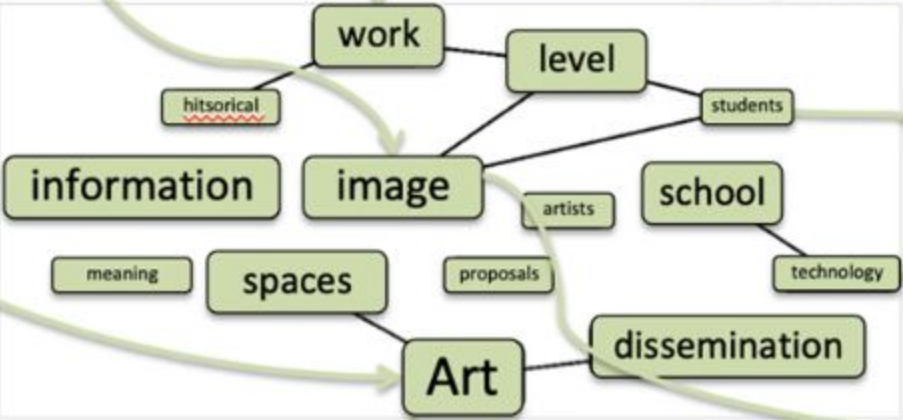 work
level
hitsorical
students
information
image
artists
school
meaning
spaces
proposals
technology
dissemination
Art